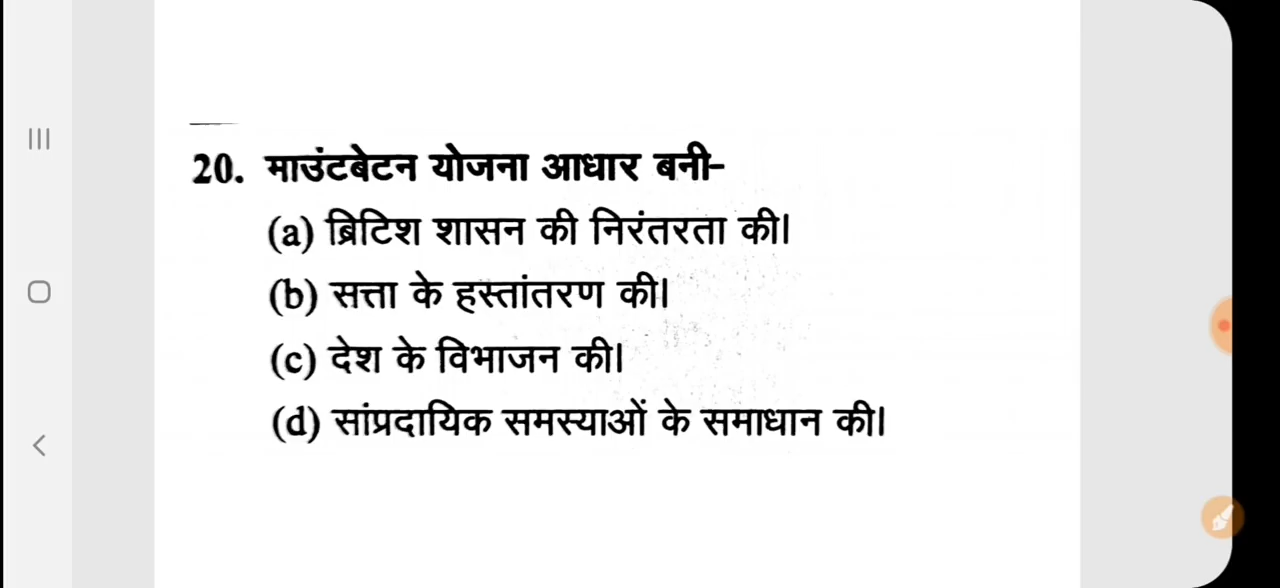 20. माउंटबेटन योजना आधार बनी-
(a) ब्रिटिश शासन की निरंतरता की।
(b) सत्ता के हस्तांतरण की।
(c) देश के विभाजन की।
(d) सांप्रदायिक समस्याओं के समाधान की।